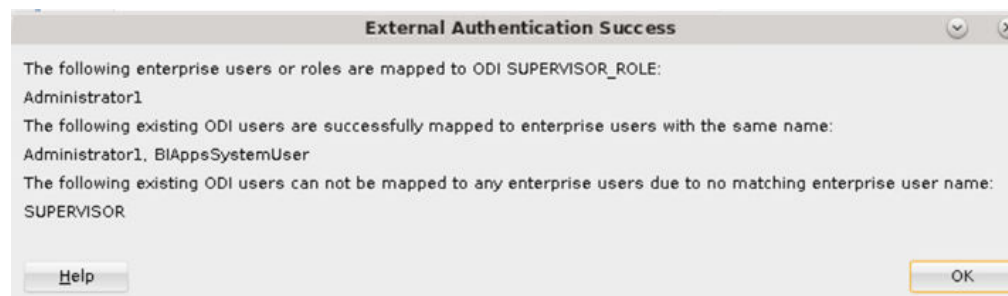 External Authentication Success
The following enterprise users or roles are mapped to ODI SUPERVISOR_ROLE:
Administrator1
The following existing ODI users are successfully mapped to enterprise users with the same name:
Administrator1, BIAppsSystemUser
The following existing ODI users can not be mapped to any enterprise users due to no matching enterprise user name:
SUPERVISOR
Help OK